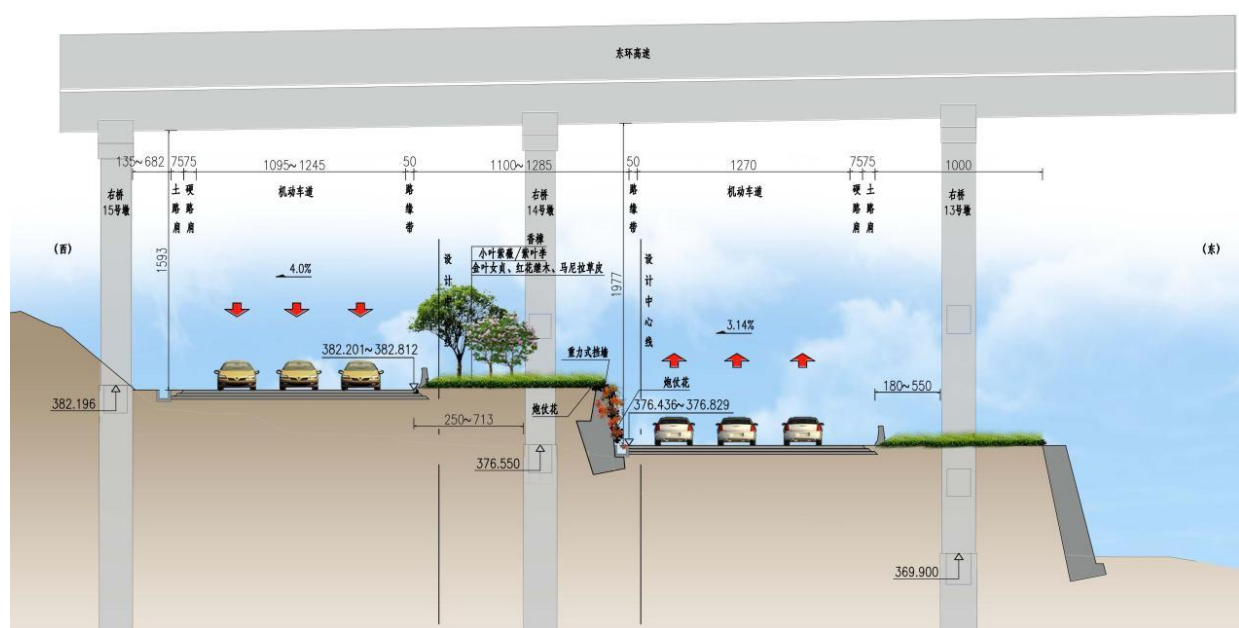 东环高速
135~682
7575
1095~1245
50
1100~1285
50
1270
7575
1000
右桥
15号墩
土路肩
硬路肩
机动车道
路缘带
右桥
14号墩
路缘带
机动车道
硬路肩
土路肩
右桥
13号墩
(西)
(东)
香樟
小叶紫薇/紫叶李
金叶女贞、红花继木、马尼拉草皮
设计中心线
1593
4.0%
1977
3.14%
382.201~382.812
重力式挡墙
炮仗花
180~550
382.196
炮仗花
376.436~376.829
250~713
376.550
369.900